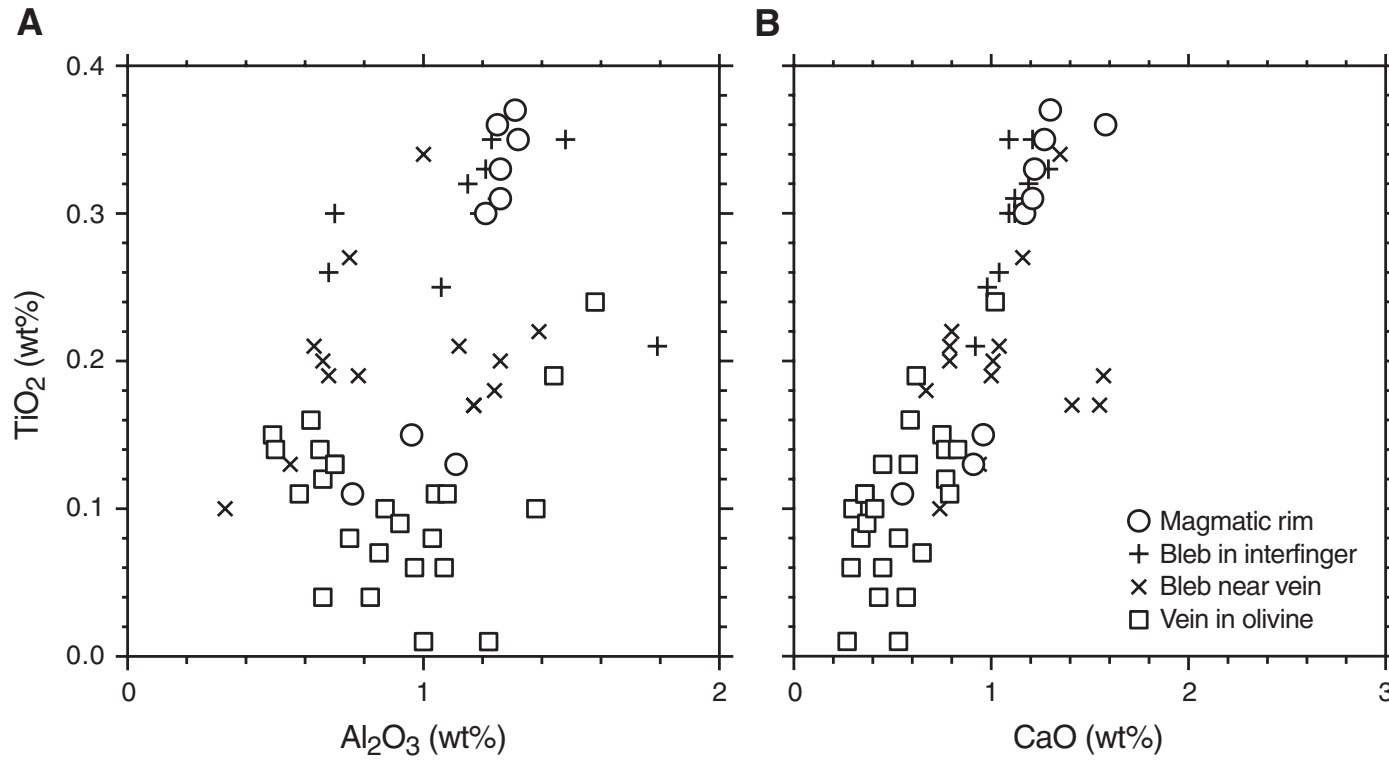 A
B
0.4
0.3
0.2
0.1
0.0
TiO2 (wt%)
0 1 2
0 1 2 3
Al2O3 (wt%)
CaO (wt%)
Magmatic rim
Bleb in interfinger
Bleb near vein
Vein in olivine